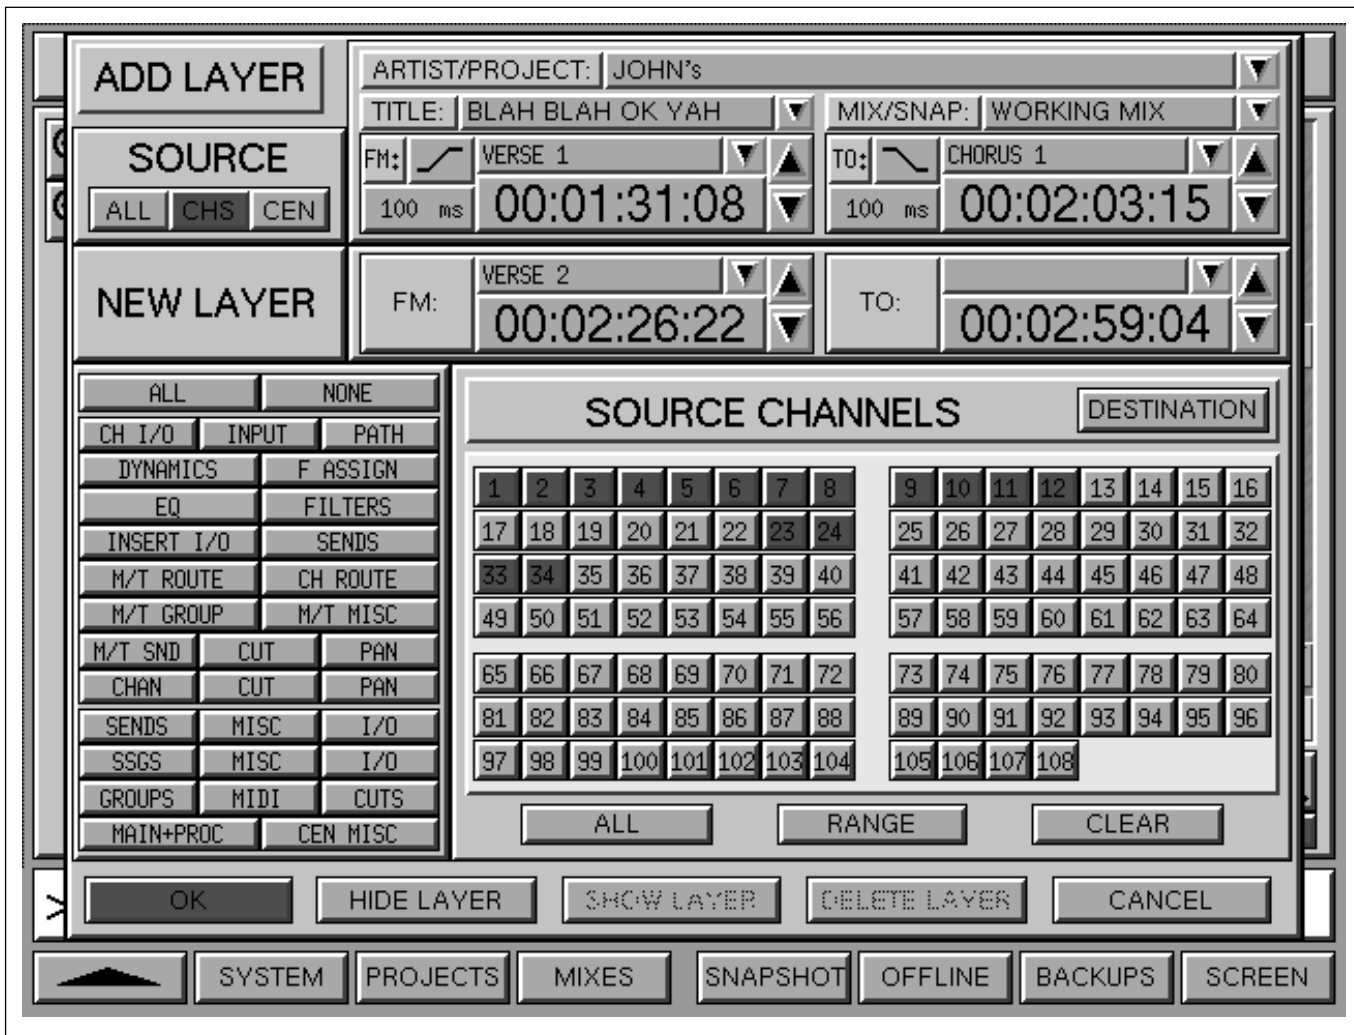 ADD LAYER
ARTIST/PROJECT: JOHN's
TITLE: BLAH BLAH OK YAH
MIX/SNAP: WORKING MIX
SOURCE
ALL CHS CEN
FM: VERSE 1
100 ms 00:01:31:08
TO: CHORUS 1
100 ms 00:02:03:15
NEW LAYER
FM: VERSE 2
00:02:26:22
TO:
00:02:59:04
ALL NONE
CH I/O INPUT PATH
DYNAMICS F ASSIGN
EQ FILTERS
INSERT I/O SENDS
M/T ROUTE CH ROUTE
M/T GROUP M/T MISC
M/T SND CUT PAN
CHAN CUT PAN
SENDS MISC I/O
SSGS MISC I/O
GROUPS MIDI CUTS
MAIN+PROC CEN MISC
SOURCE CHANNELS DESTINATION
1 2 3 4 5 6 7 8 9 10 11 12 13 14 15 16
17 18 19 20 21 22 23 24 25 26 27 28 29 30 31 32
33 34 35 36 37 38 39 40 41 42 43 44 45 46 47 48
49 50 51 52 53 54 55 56 57 58 59 60 61 62 63 64
65 66 67 68 69 70 71 72 73 74 75 76 77 78 79 80
81 82 83 84 85 86 87 88 89 90 91 92 93 94 95 96
97 98 99 100 101 102 103 104 105 106 107 108
ALL RANGE CLEAR
OK HIDE LAYER SHOW LAYER DELETE LAYER CANCEL
>
SYSTEM PROJECTS MIXES SNAPSHOT OFFLINE BACKUPS SCREEN